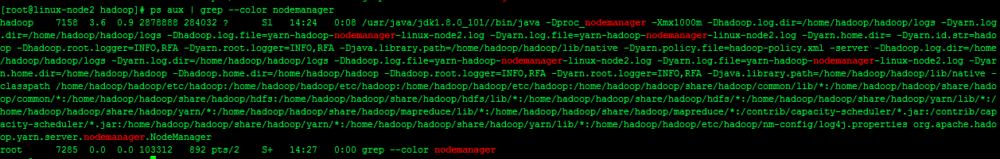 [root@linux-node2 hadoop]# ps aux | grep --color nodemanager
hadoop    7158  3.6  0.9 2878888 284032 ?      Sl   14:24   0:08 /usr/java/jdk1.8.0_101//bin/java -Dproc_nodemanager -Xmx1000m -Dhadoop.log.dir=/home/hadoop/hadoop/logs -Dyarn.log
.dir=/home/hadoop/hadoop/logs -Dhadoop.log.file=yarn-hadoop-nodemanager-linux-node2.log -Dyarn.log.file=yarn-hadoop-nodemanager-linux-node2.log -Dyarn.home.dir= -Dyarn.id.str=hado
op -Dhadoop.root.logger=INFO,RFA -Dyarn.root.logger=INFO,RFA -Djava.library.path=/home/hadoop/hadoop/lib/native -Dyarn.policy.file=hadoop-policy.xml -server -Dhadoop.log.dir=/home
/hadoop/hadoop/logs -Dyarn.log.dir=/home/hadoop/hadoop/logs -Dhadoop.log.file=yarn-hadoop-nodemanager-linux-node2.log -Dyarn.log.file=yarn-hadoop-nodemanager-linux-node2.log -Dyar
n.home.dir=/home/hadoop/hadoop -Dhadoop.home.dir=/home/hadoop/hadoop -Dhadoop.root.logger=INFO,RFA -Dyarn.root.logger=INFO,RFA -Djava.library.path=/home/hadoop/hadoop/lib/native -
classpath /home/hadoop/hadoop/etc/hadoop:/home/hadoop/hadoop/etc/hadoop:/home/hadoop/hadoop/etc/hadoop:/home/hadoop/hadoop/share/hadoop/common/lib/*:/home/hadoop/hadoop/share/had
oop/common/*:/home/hadoop/hadoop/share/hadoop/hdfs:/home/hadoop/hadoop/share/hadoop/hdfs/lib/*:/home/hadoop/hadoop/share/hadoop/hdfs/*:/home/hadoop/hadoop/share/hadoop/yarn/lib/*:/
home/hadoop/hadoop/share/hadoop/yarn/*:/home/hadoop/hadoop/share/hadoop/mapreduce/lib/*:/home/hadoop/hadoop/share/hadoop/mapreduce/*:/contrib/capacity-scheduler/*.jar:/contrib/cap
acity-scheduler/*.jar:/home/hadoop/hadoop/share/hadoop/yarn/*:/home/hadoop/hadoop/share/hadoop/yarn/lib/*:/home/hadoop/hadoop/etc/hadoop/nm-config/log4j.properties org.apache.hado
op.yarn.server.nodemanager.NodeManager
root      7285  0.0  0.0 103312   892 pts/2    S+   14:27   0:00 grep --color nodemanager